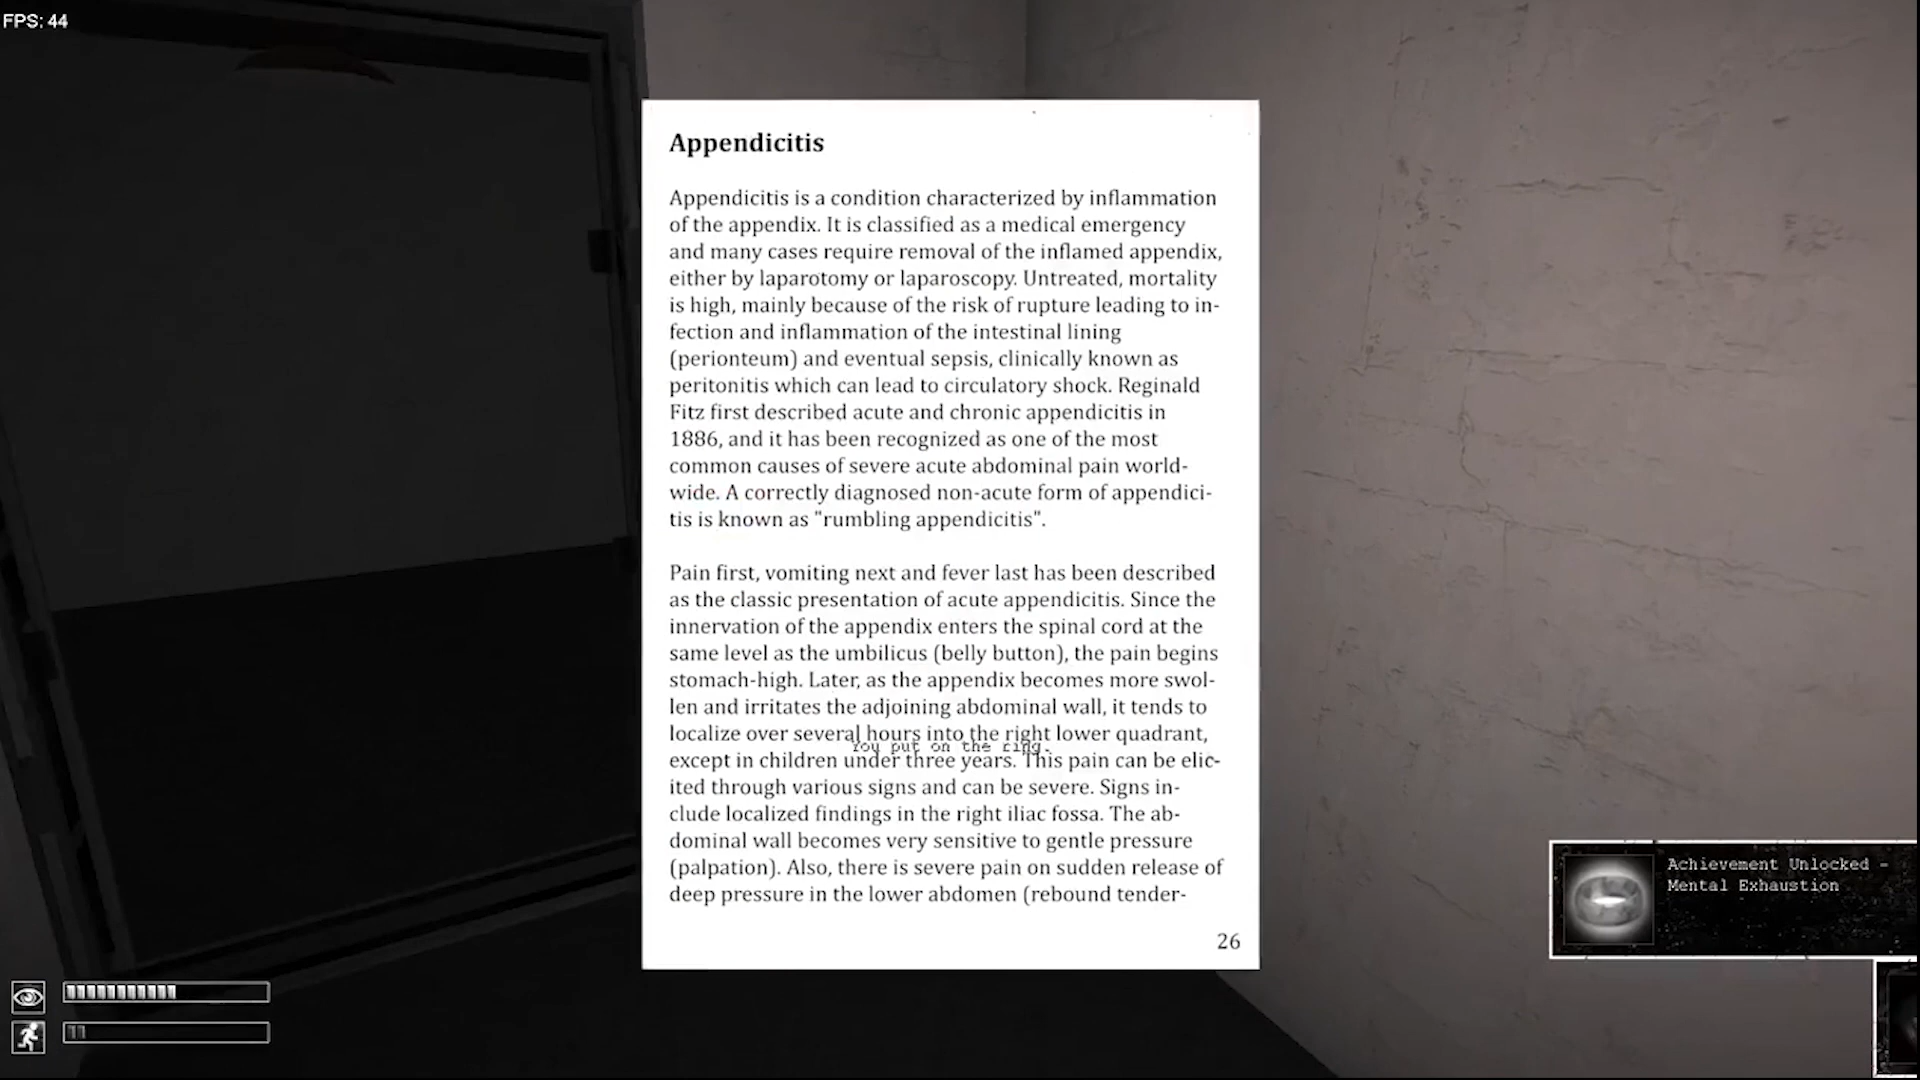 FPS: 44
Appendicitis
Appendicitis is a condition characterized by inflammation
of the appendix. It is classified as a medical emergency
and many cases require removal of the inflamed appendix,
either by laparotomy or laparoscopy. Untreated, mortality
is high, mainly because of the risk of rupture leading to in-
fection and inflammation of the intestinal lining
(perionteum) and eventual sepsis, clinically known as
peritonitis which can lead to circulatory shock. Reginald
Fitz first described acute and chronic appendicitis in
1886, and it has been recognized as one of the most
common causes of severe acute abdominal pain world-
wide. A correctly diagnosed non-acute form of appendici-
tis is known as "rumbling appendicitis".
Pain first, vomiting next and fever last has been described
as the classic presentation of acute appendicitis. Since the
innervation of the appendix enters the spinal cord at the
same level as the umbilicus (belly button), the pain begins
stomach-high. Later, as the appendix becomes more swol-
len and irritates the adjoining abdominal wall, it tends to
localize over several hours into the right lower quadrant,
You put on the ring.
except in children under three years. This pain can be elic-
ited through various signs and can be severe. Signs in-
clude localized findings in the right iliac fossa. The ab-
dominal wall becomes very sensitive to gentle pressure
(palpation). Also, there is severe pain on sudden release of
deep pressure in the lower abdomen (rebound tender-
26
Achievement Unlocked -
Mental Exhaustion